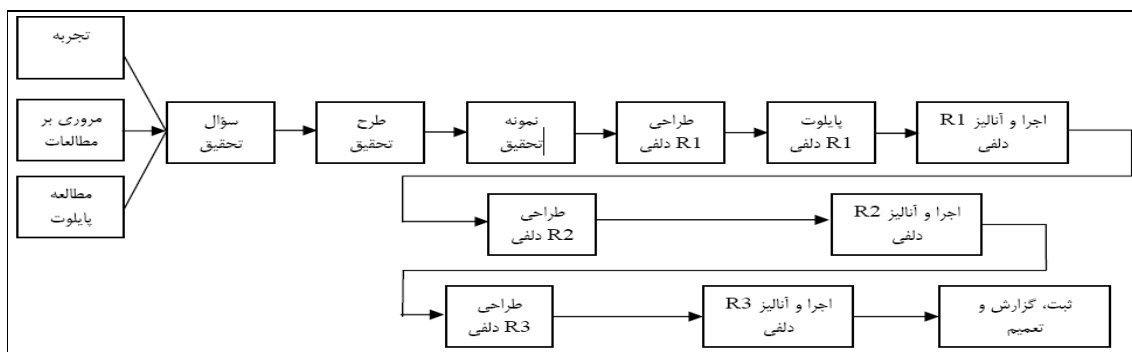 تجربه
مروری بر
مطالعات
مطالعه
پایلوت
سؤال
تحقیق
طرح
تحقیق
نمونه
تحقیق
طراحی
R1 دلفی
پایلوت
R1 دلفی
اجرا و آنالیز R1
دلفی
طراحی
R2 دلفی
اجرا و آنالیز R2
دلفی
طراحی
R3 دلفی
اجرا و آنالیز R3
دلفی
ثبت، گزارش و
تعمیم